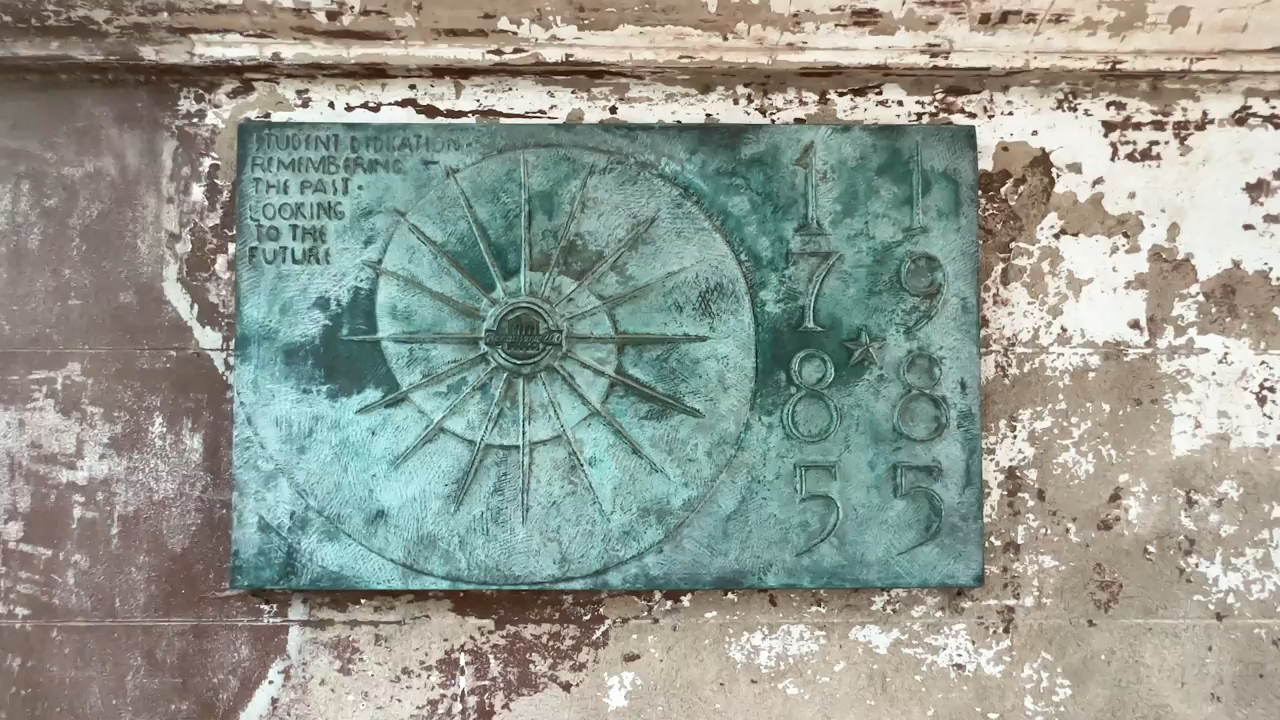 STUDENT DEDICATION·
REMEMBERING
THE PAST·
LOOKING
TO THE
FUTURE
1785
1985